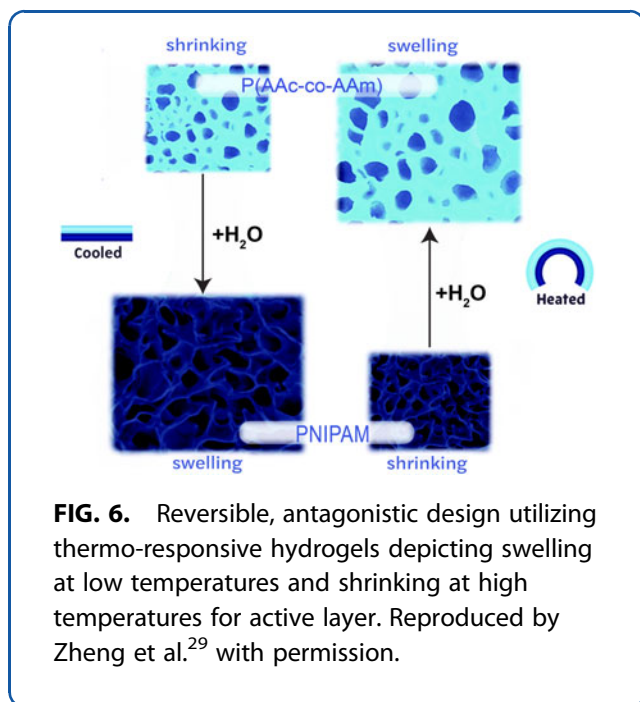 shrinking
swelling
P(AAc-co-AAm)
+H₂O
Cooled
+H₂O
Heated
PNIPAM
swelling
shrinking
FIG. 6. Reversible, antagonistic design utilizing
thermo-responsive hydrogels depicting swelling
at low temperatures and shrinking at high
temperatures for active layer. Reproduced by
Zheng et al.²⁹ with permission.